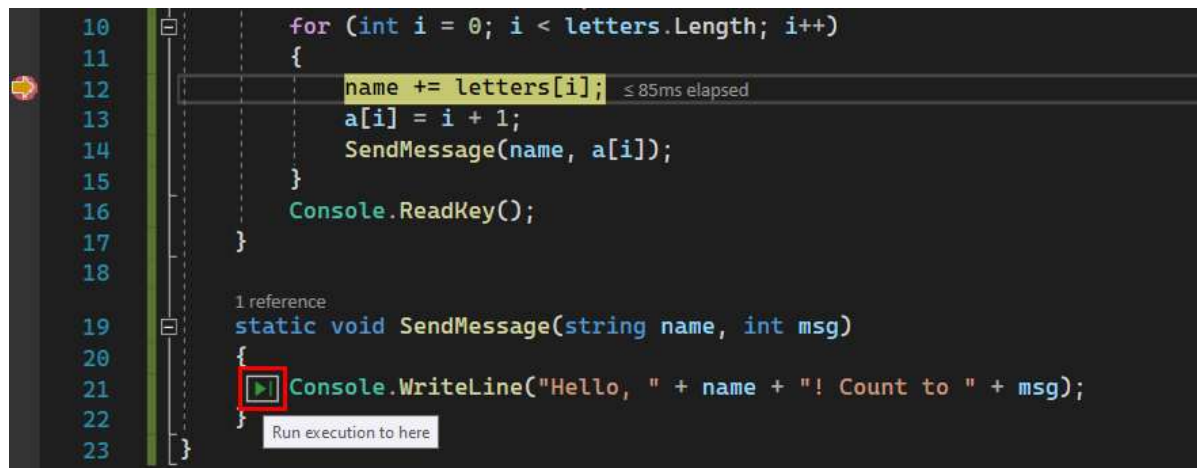 10 for (int i = 0; i < letters.Length; i++)
11 {
12 name += letters[i]; ≤ 85ms elapsed
13 a[i] = i + 1;
14 SendMessage(name, a[i]);
15 }
16 Console.ReadKey();
17 }
18
1 reference
19 static void SendMessage(string name, int msg)
20 {
21 Console.WriteLine("Hello, " + name + "! Count to " + msg);
22 }
Run execution to here
23 }